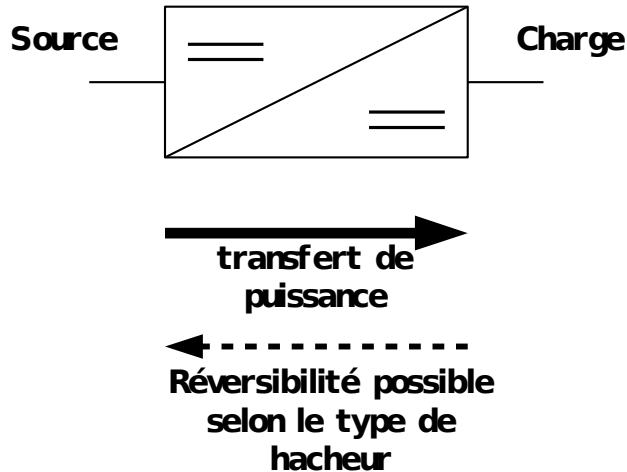 Source
Charge
transfert de
puissance
Réversibilité possible
selon le type de
hacheur